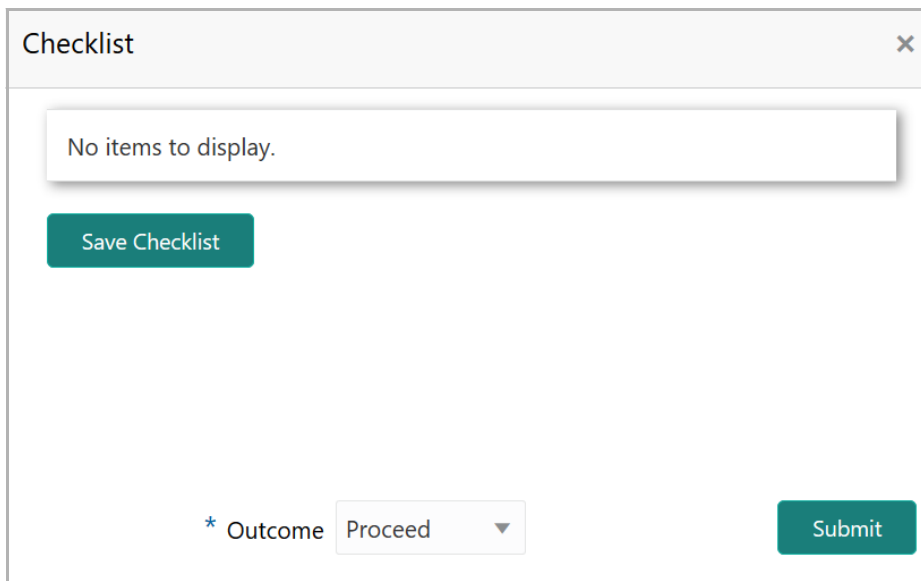 Checklist ×
No items to display.
Save Checklist
* Outcome Proceed Submit